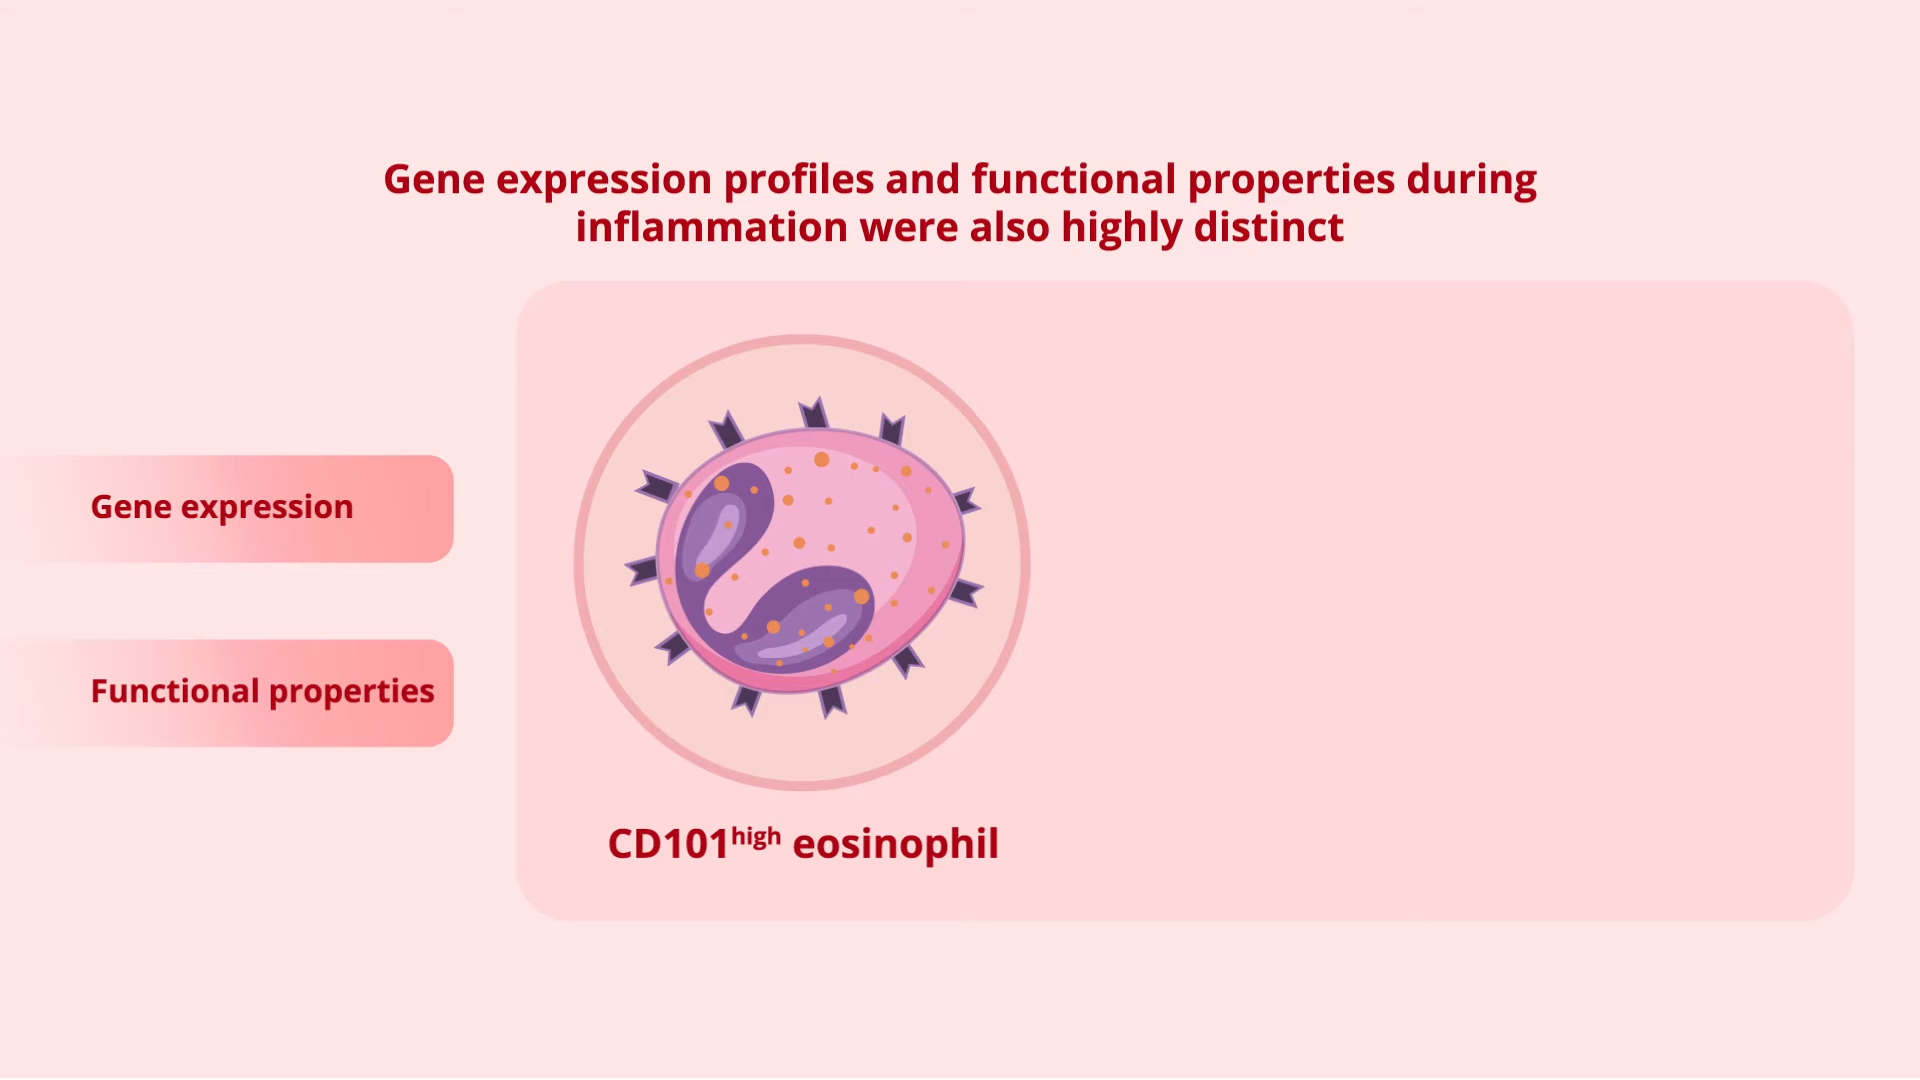 Gene expression profiles and functional properties during
inflammation were also highly distinct
Gene expression
Functional properties
CD101high eosinophil